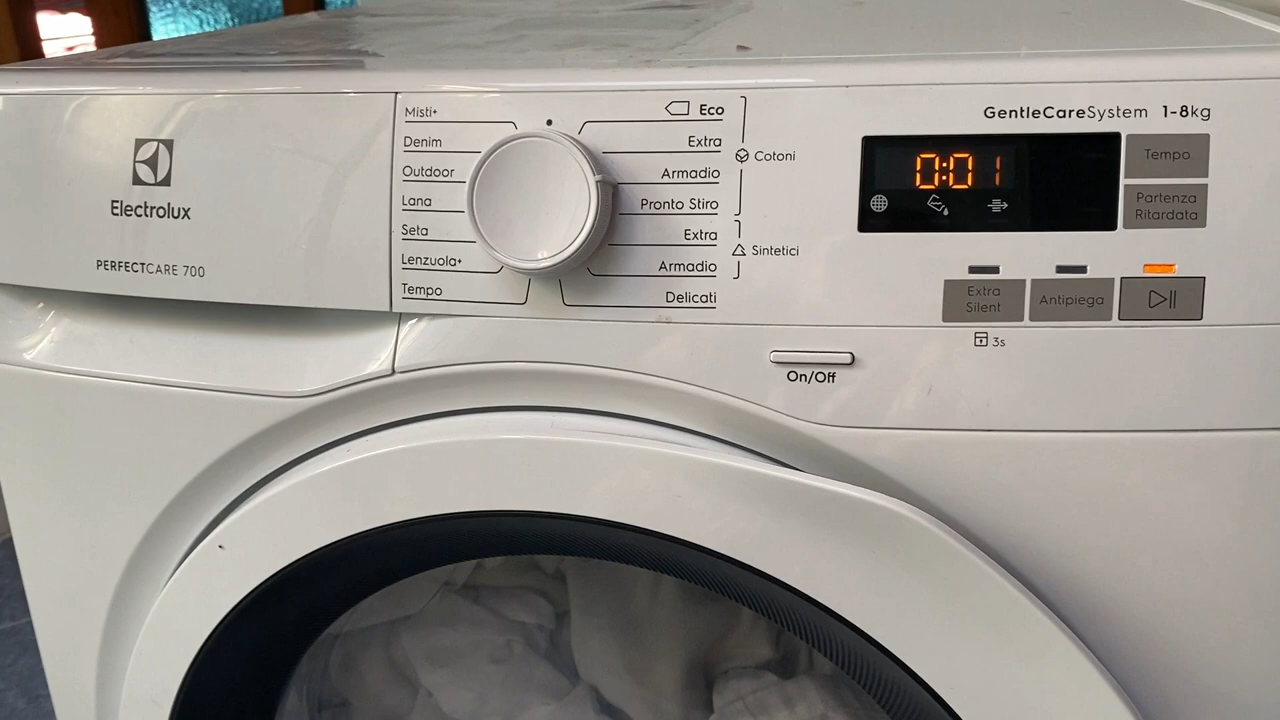 Electrolux
PERFECTCARE 700
Misti+
Denim
Outdoor
Lana
Seta
Lenzuola+
Tempo
Eco
Extra
Armadio
Pronto Stiro
Extra
Armadio
Delicati
Cotoni
Sintetici
GentleCareSystem 1-8kg
0:01
Tempo
Partenza
Ritardata
Extra
Silent
Antipiega
3s
On/Off